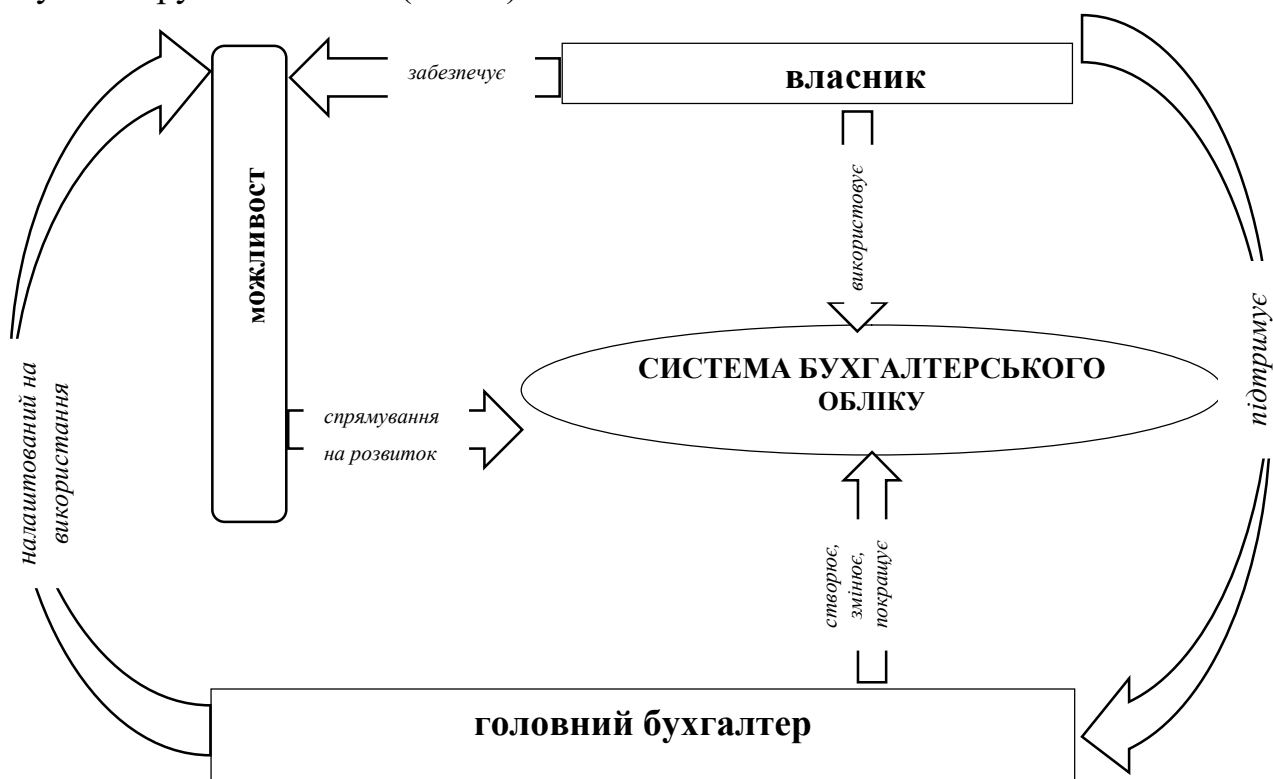 забезпечує
власник
можливост
використовує
підтримує
СИСТЕМА БУХГАЛТЕРСЬКОГО
ОБЛІКУ
спрямування
на розвиток
налаштований на
використання
створює,
змінює,
покращує
головний бухгалтер